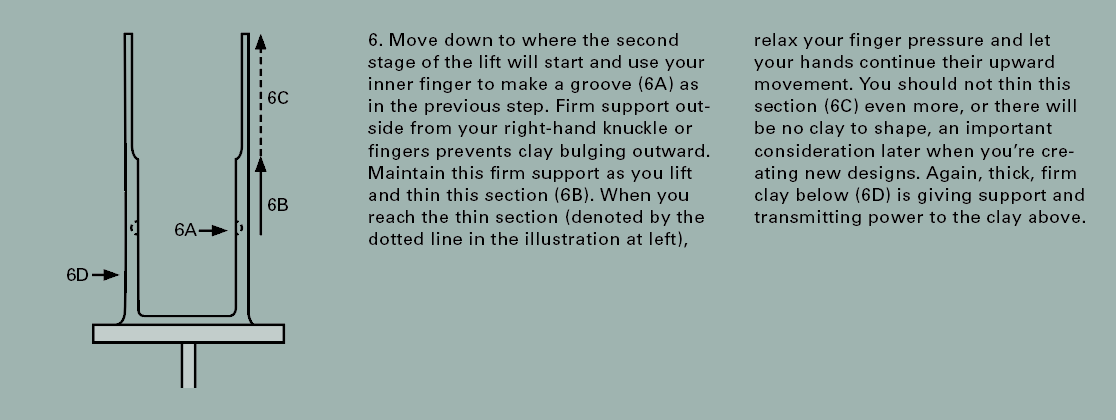 6C
6B
6A
6D
6. Move down to where the second
stage of the lift will start and use your
inner finger to make a groove (6A) as
in the previous step. Firm support out-
side from your right-hand knuckle or
fingers prevents clay bulging outward.
Maintain this firm support as you lift
and thin this section (6B). When you
reach the thin section (denoted by the
dotted line in the illustration at left),
relax your finger pressure and let
your hands continue their upward
movement. You should not thin this
section (6C) even more, or there will
be no clay to shape, an important
consideration later when you’re cre-
ating new designs. Again, thick, firm
clay below (6D) is giving support and
transmitting power to the clay above.